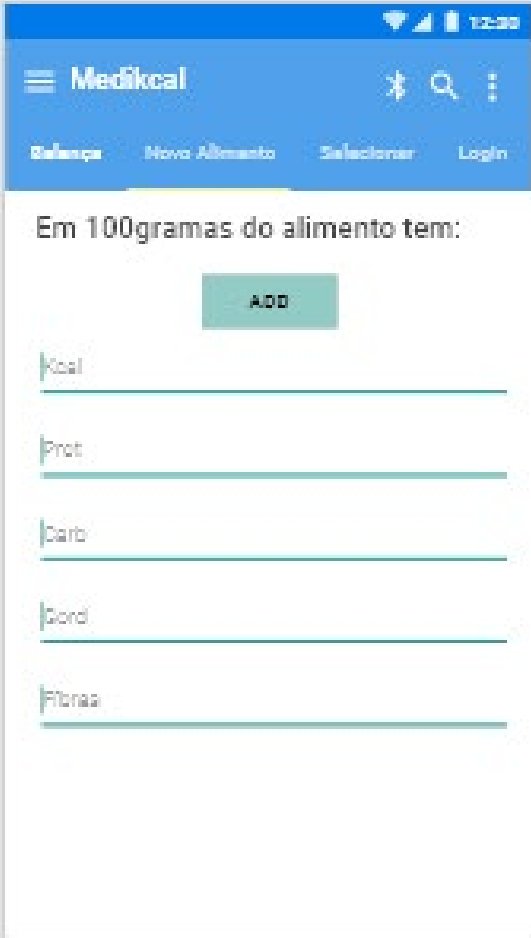 12:30
Medikcal
Balança Novo Alimento Selecionar Login
Em 100gramas do alimento tem:
ADD
Kcal
Prot
Carb
Gord
Fibras